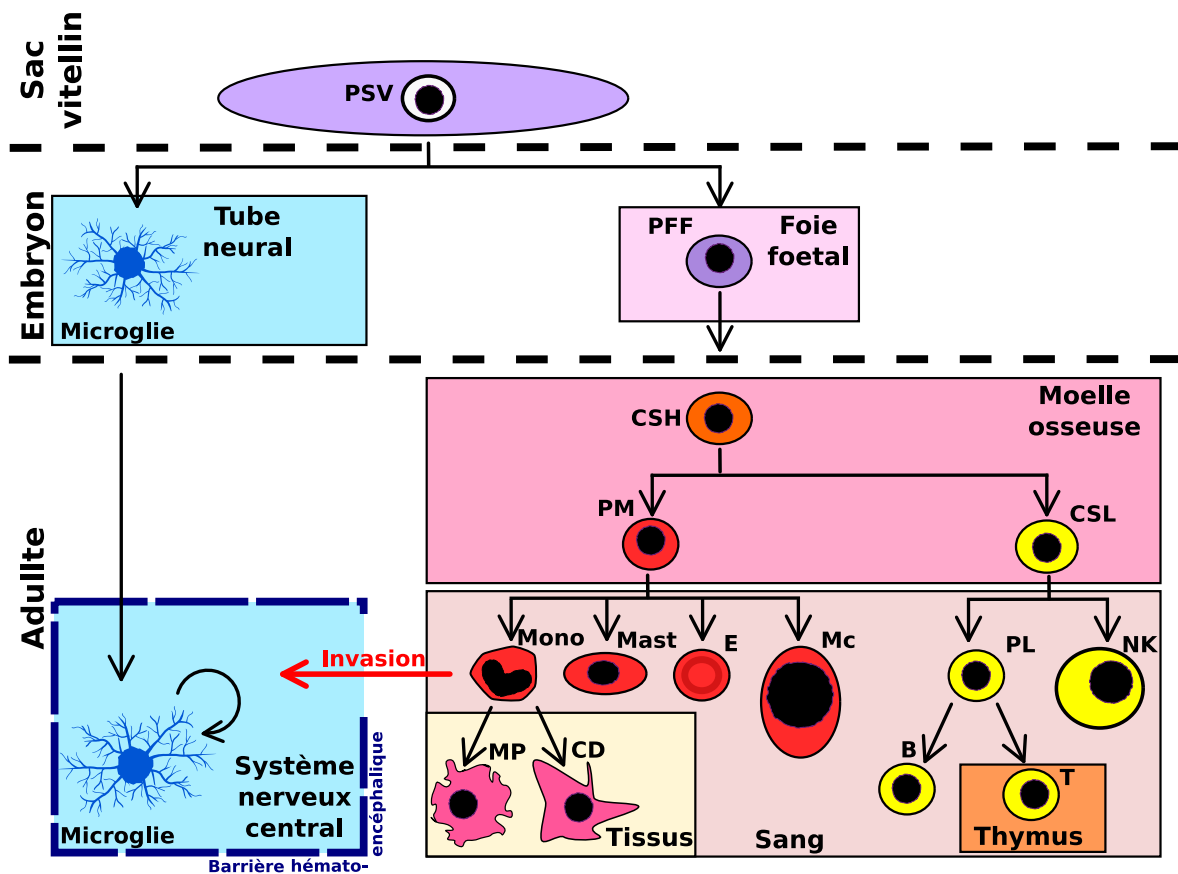 Sac
vitellin
PSV
Embryon
Tube
neural
Microglie
PFF
Foie
foetal
Adullte
CSH
Moelle
osseuse
PM
CSL
Mono
Mast
E
Mc
PL
NK
Invasion
MP
CD
Tissus
B
T
Thymus
Sang
Système
nerveux
central
Microglie
Barrière hémato-
encéphalique